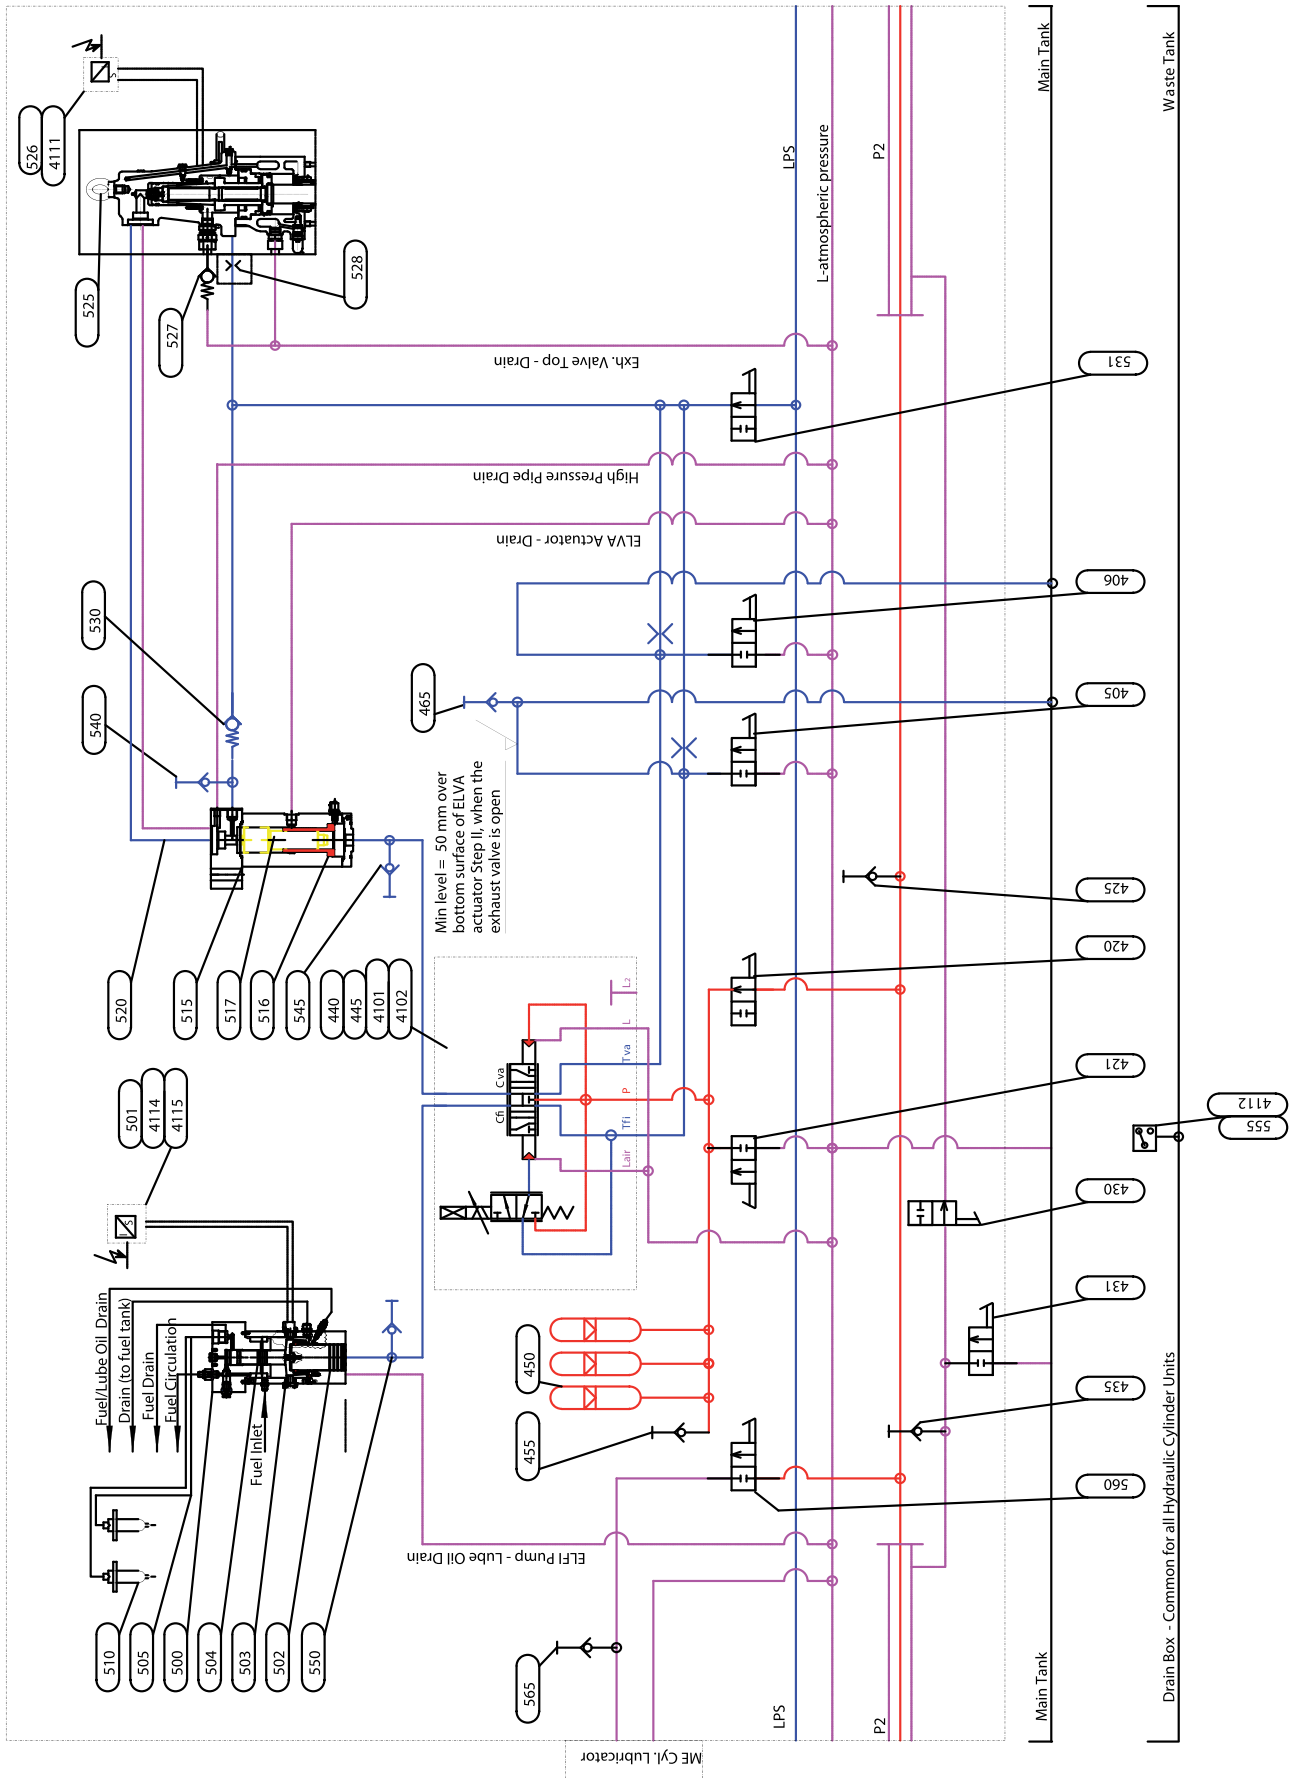 526
4111
525
527
528
Exh. Valve Top - Drain
High Pressure Pipe Drain
ELVA Actuator - Drain
LPS
L-atmospheric pressure
P2
Main Tank
Waste Tank
531
406
405
425
420
421
4112
555
430
431
435
560
530
540
465
Min level = 50 mm over
bottom surface of ELVA
actuator Step II, when the
exhaust valve is open
520
515
517
516
545
440
445
4101
4102
L2
L
Tva
P
Tfi
Lair
Cva
Cfi
501
4114
4115
S
S
Fuel/Lube Oil Drain
Drain (to fuel tank)
Fuel Drain
Fuel Circulation
Fuel Inlet
450
455
ELFI Pump - Lube Oil Drain
510
505
500
504
503
502
550
565
ME Cyl. Lubricator
LPS
P2
Main Tank
Drain Box - Common for all Hydraulic Cylinder Units